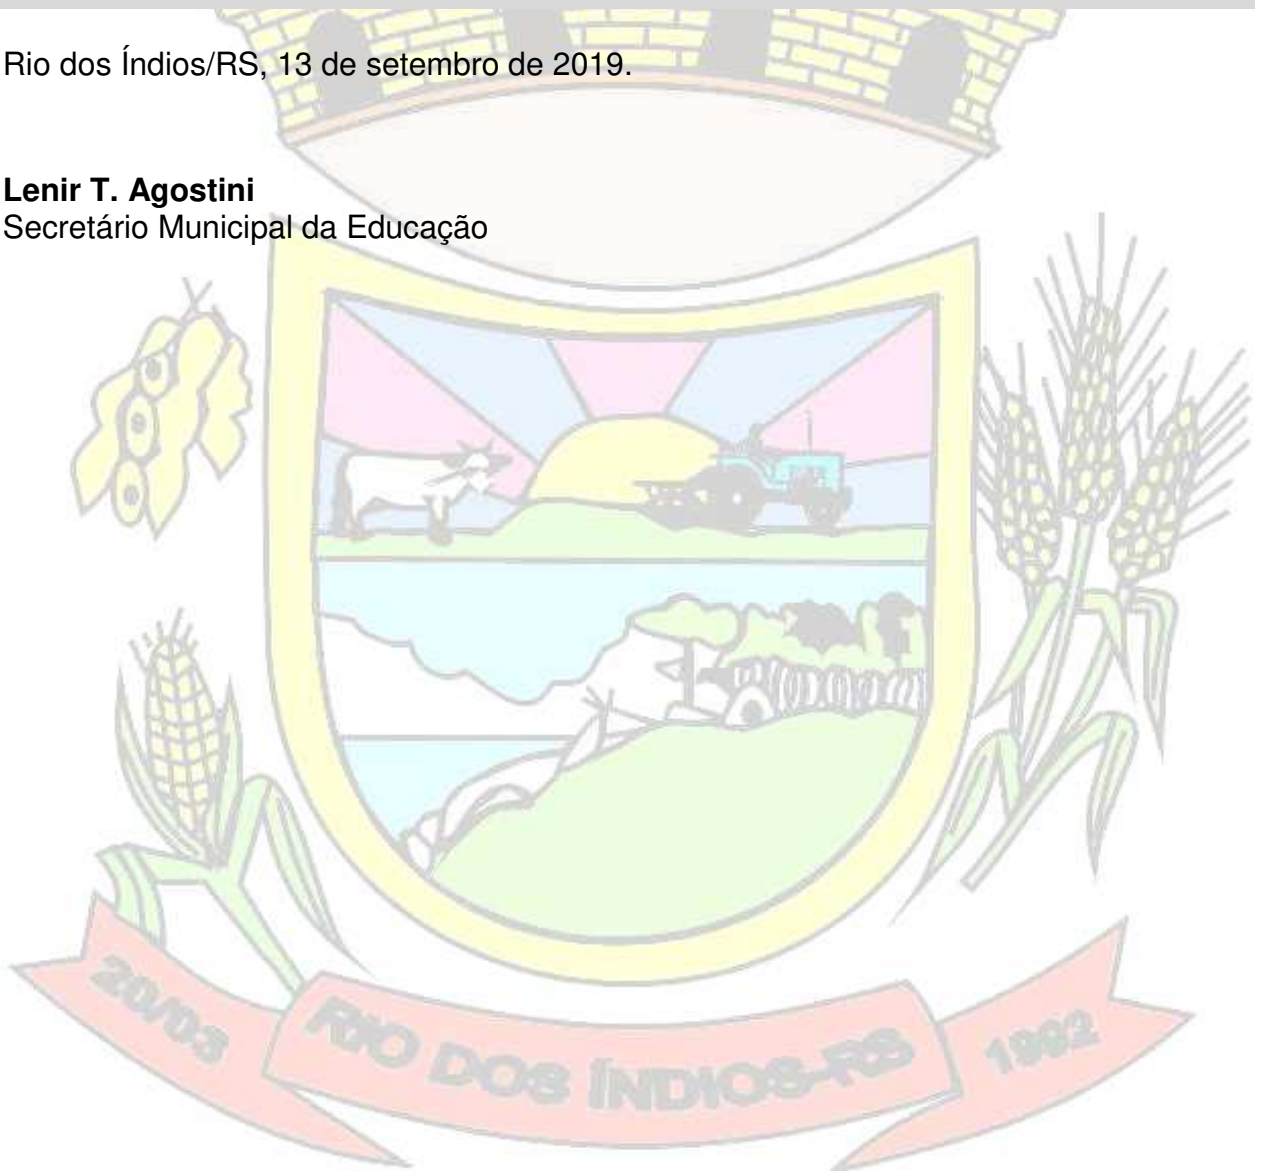 Rio dos Índios/RS, 13 de setembro de 2019.
Lenir T. Agostini
Secretário Municipal da Educação
20/03
RIO DOS ÍNDIOS-RS
1992